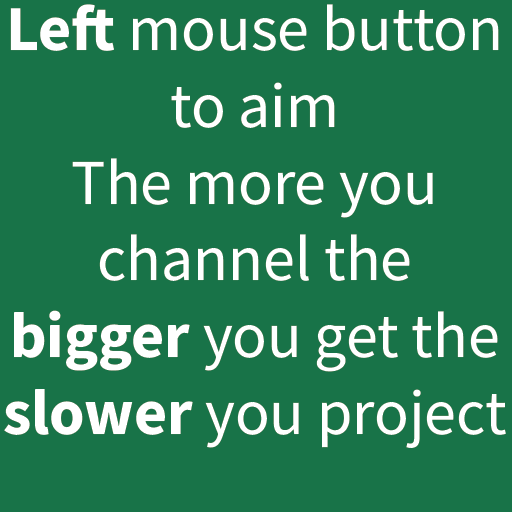 Left mouse button
to aim
The more you
channel the
bigger you get the
slower you project